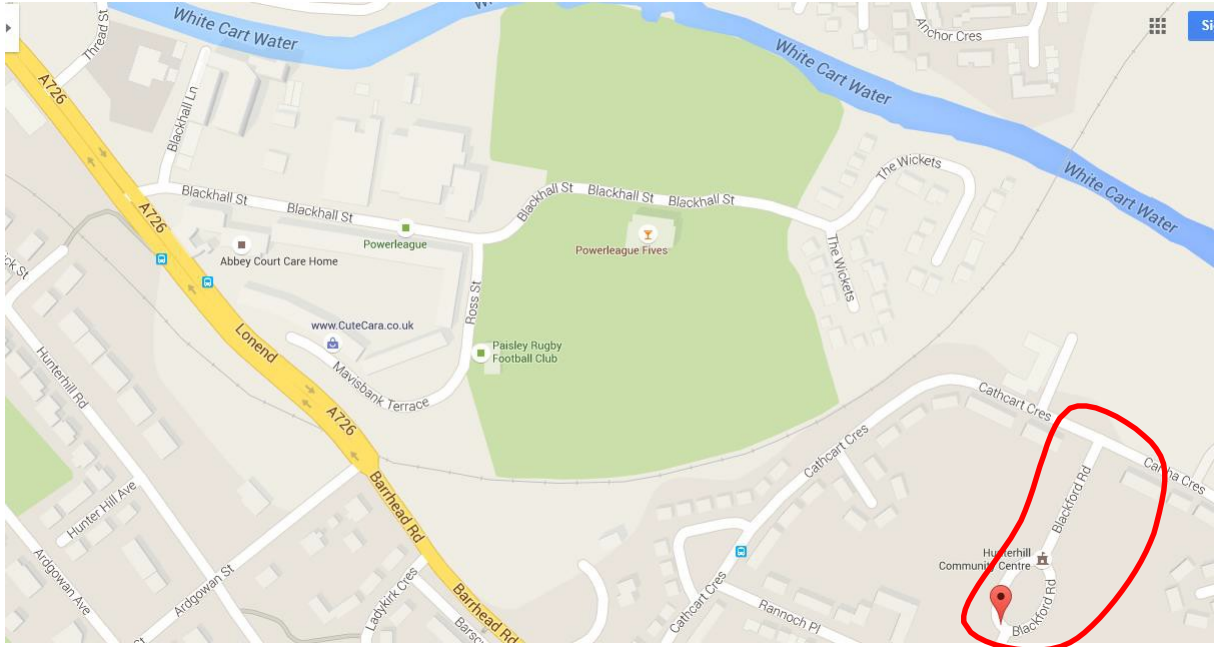 White Cart Water
Thread St
A726
Blackhall Ln
Anchor Cres
White Cart Water
White Cart Water
The Wickets
The Wickets
Blackhall St
Blackhall St
Blackhall St
Blackhall St
Blackhall St
A726
Powerleague
Powerleague Fives
Abbey Court Care Home
Ross St
www.CuteCara.co.uk
Paisley Rugby
Football Club
Mavisbank Terrace
Lonend
A726
Hunterhill Rd
Cathcart Cres
Cathcart Cres
Cathcart Cres
Blackford Rd
Hunterhill
Community Centre
Blackford Rd
Barrhead Rd
Barrhead Rd
Hunter Hill Ave
Ardgowan Ave
Ardgowan St
Ladykirk Cres
Rannoch Pl